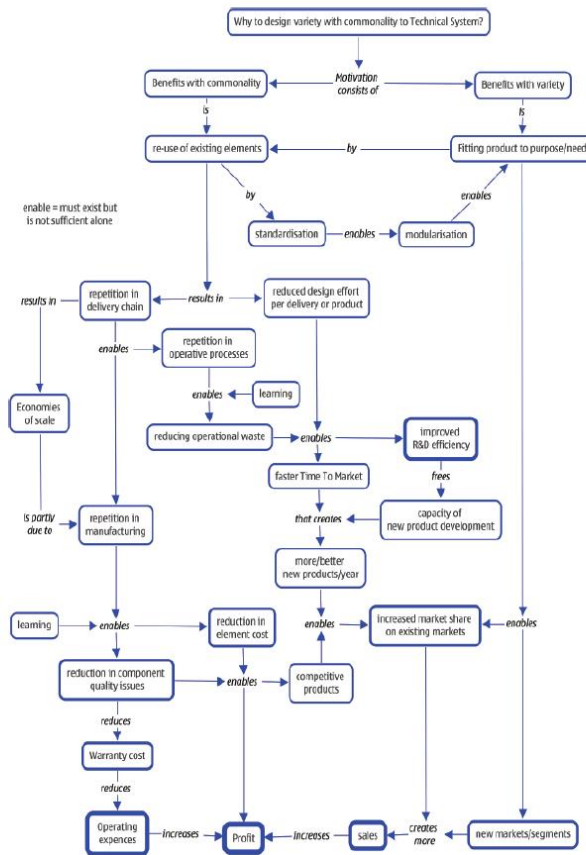 Why to design variety with commonality to Technical System?
Motivation
consists of
Benefits with commonality
Benefits with variety
is
is
re-use of existing elements
by
Fitting product to purpose/need
enable = must exist but
is not sufficient alone
by
enables
standardisation
enables
modularisation
results in
repetition in
delivery chain
results in
reduced design effort
per delivery or product
enables
repetition in
operative processes
enables
learning
Economies
of scale
reducing operational waste
enables
improved
R&D efficiency
faster Time To Market
frees
is partly
due to
repetition in
manufacturing
that creates
capacity of
new product development
more/better
new products/year
learning
enables
reduction in
element cost
enables
increased market share
on existing markets
enables
reduction in component
quality issues
enables
competitive
products
reduces
Warranty cost
reduces
Operating
expences
increases
Profit
increases
sales
creates
more
new markets/segments